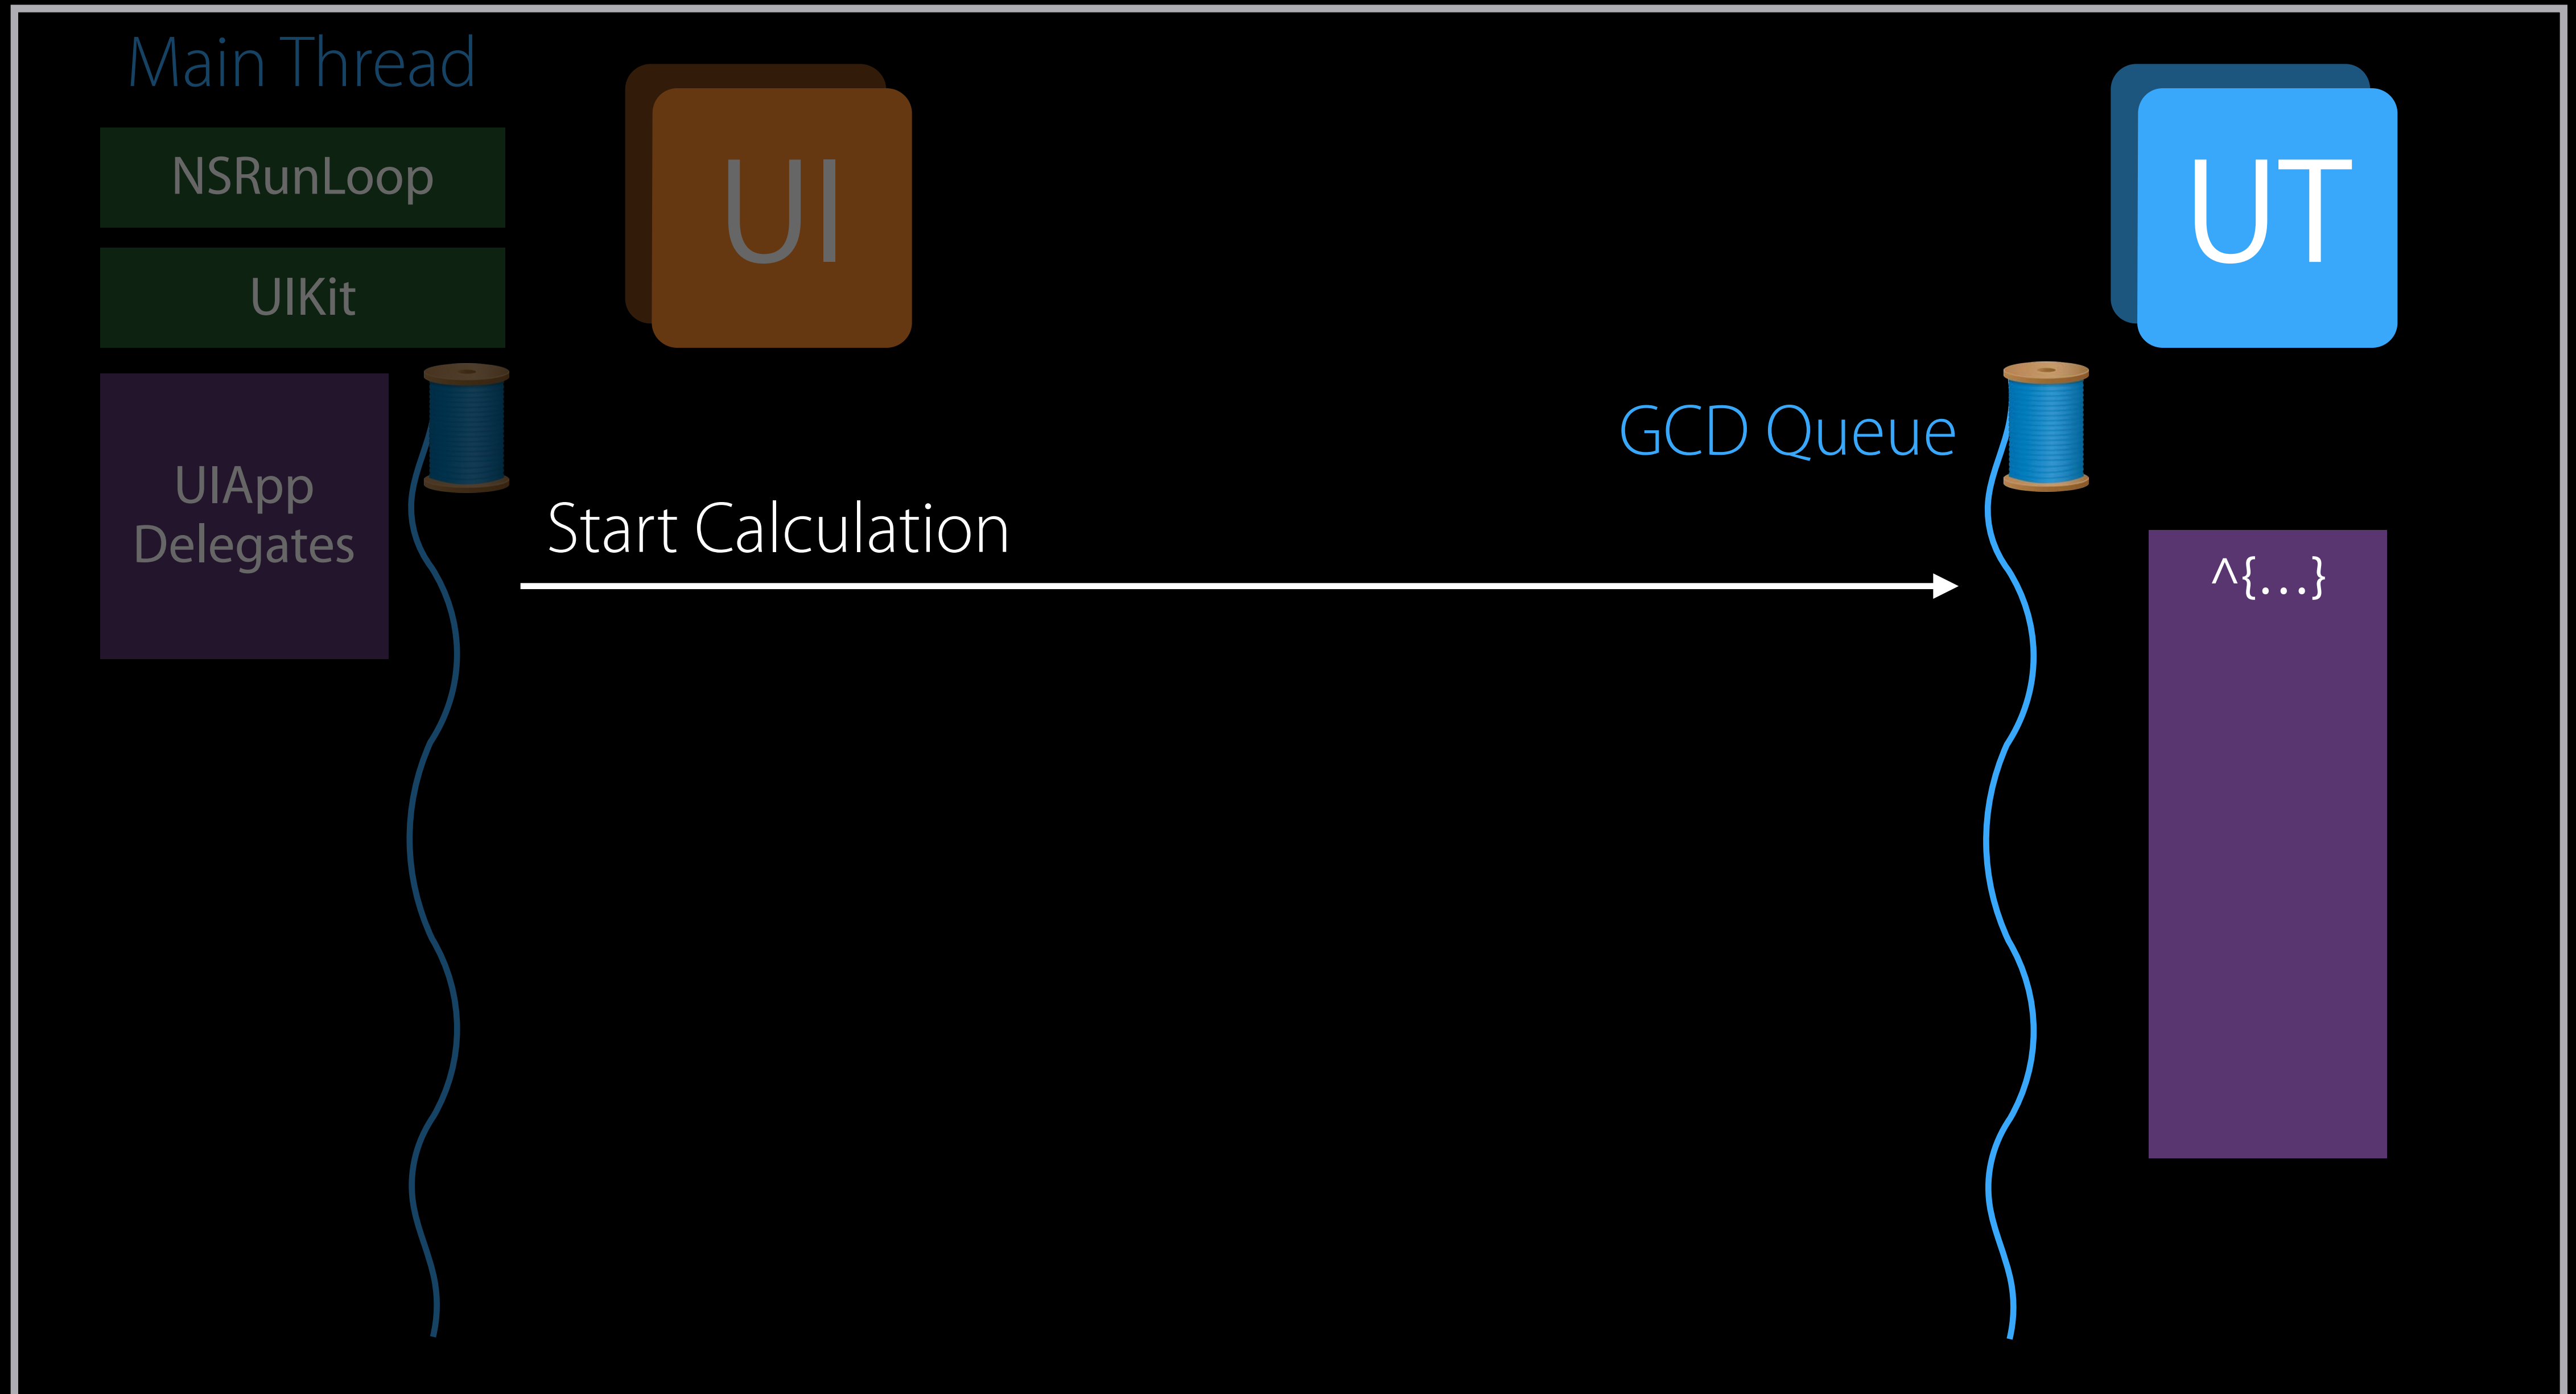 Main Thread
NSRunLoop
UIKit
UIApp
Delegates
UI
Start Calculation
GCD Queue
UT
^{...}